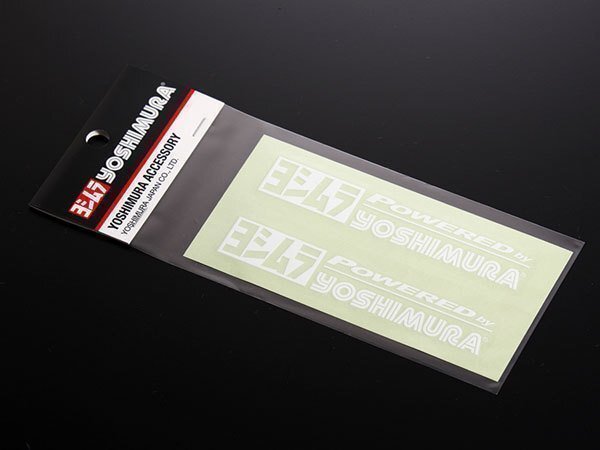 ヨシムラ YOSHIMURA®
YOSHIMURA ACCESSORY
YOSHIMURA JAPAN CO., LTD.
ヨシムラ POWERED by
YOSHIMURA®
ヨシムラ POWERED by
YOSHIMURA®